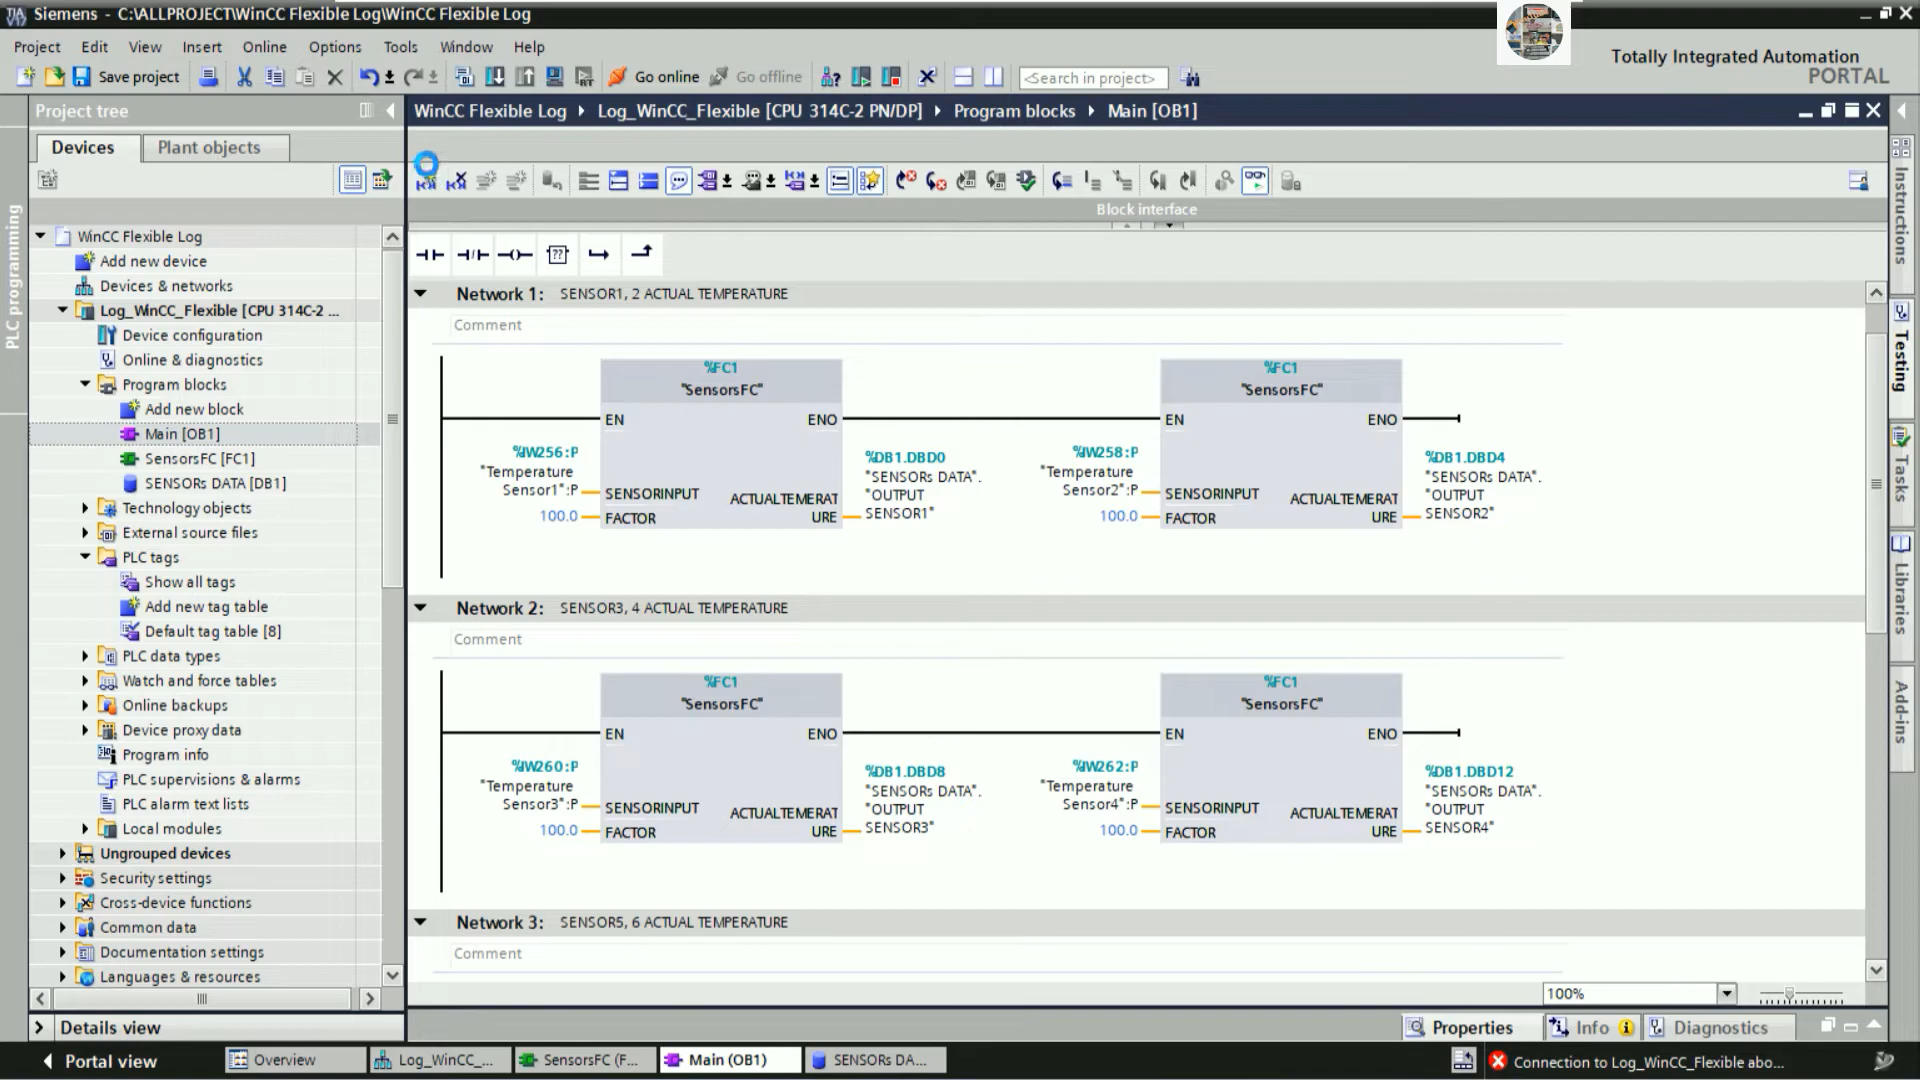 Siemens - C:\ALLPROJECT\WinCC Flexible Log\WinCC Flexible Log
Project Edit View Insert Online Options Tools Window Help
Totally Integrated Automation
PORTAL
Save project
Go online
Go offline
<Search in project>
Project tree
WinCC Flexible Log
Log_WinCC_Flexible [CPU 314C-2 PN/DP]
Program blocks
Main [OB1]
Devices
Plant objects
Block interface
PLC programming
WinCC Flexible Log
Add new device
Devices & networks
Log_WinCC_Flexible [CPU 314C-2 ...
Device configuration
Online & diagnostics
Program blocks
Add new block
Main [OB1]
SensorsFC [FC1]
SENSORs DATA [DB1]
Technology objects
External source files
PLC tags
Show all tags
Add new tag table
Default tag table [8]
PLC data types
Watch and force tables
Online backups
Device proxy data
Program info
PLC supervisions & alarms
PLC alarm text lists
Local modules
Ungrouped devices
Security settings
Cross-device functions
Common data
Documentation settings
Languages & resources
Details view
??
Network 1: SENSOR1, 2 ACTUAL TEMPERATURE
Comment
%FC1
"SensorsFC"
EN
ENO
%IW256:P
"Temperature
Sensor1":P
SENSORINPUT
100.0
FACTOR
ACTUALTEMERAT
URE
%DB1.DBD0
"SENSORs DATA".
"OUTPUT
SENSOR1"
%FC1
"SensorsFC"
EN
ENO
%IW258:P
"Temperature
Sensor2":P
SENSORINPUT
100.0
FACTOR
ACTUALTEMERAT
URE
%DB1.DBD4
"SENSORs DATA".
"OUTPUT
SENSOR2"
Network 2: SENSOR3, 4 ACTUAL TEMPERATURE
Comment
%FC1
"SensorsFC"
EN
ENO
%IW260:P
"Temperature
Sensor3":P
SENSORINPUT
100.0
FACTOR
ACTUALTEMERAT
URE
%DB1.DBD8
"SENSORs DATA".
"OUTPUT
SENSOR3"
%FC1
"SensorsFC"
EN
ENO
%IW262:P
"Temperature
Sensor4":P
SENSORINPUT
100.0
FACTOR
ACTUALTEMERAT
URE
%DB1.DBD12
"SENSORs DATA".
"OUTPUT
SENSOR4"
Network 3: SENSOR5, 6 ACTUAL TEMPERATURE
Comment
100%
Instructions
Testing
Tasks
Libraries
Add-ins
Properties
Info
Diagnostics
Portal view
Overview
Log_WinCC_...
SensorsFC (F...
Main (OB1)
SENSORs DA...
Connection to Log_WinCC_Flexible abo...